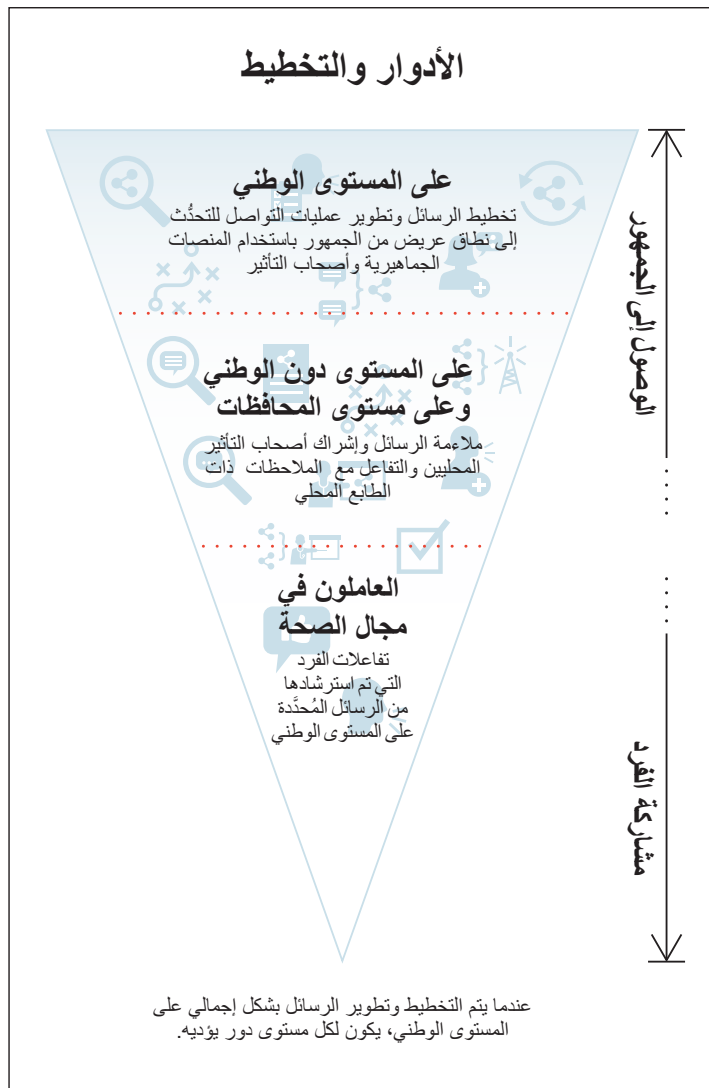 الأدوار والتخطيط
على المستوى الوطني
تخطيط الرسائل وتطوير عمليات التواصل للتحدُّث
إلى نطاق عريض من الجمهور باستخدام المنصات
الجماهيرية وأصحاب التأثير
على المستوى دون الوطني
وعلى مستوى المحافظات
ملاءمة الرسائل وإشراك أصحاب التأثير
المحليين والتفاعل مع الملاحظات ذات
الطابع المحلي
العاملون في
مجال الصحة
تفاعلات الفرد
التي تم استرشادها
من الرسائل المُحدَّدة
على المستوى الوطني
الوصول إلى الجمهور
مشاركة الفرد
عندما يتم التخطيط وتطوير الرسائل بشكل إجمالي على
المستوى الوطني، يكون لكل مستوى دور يؤديه.